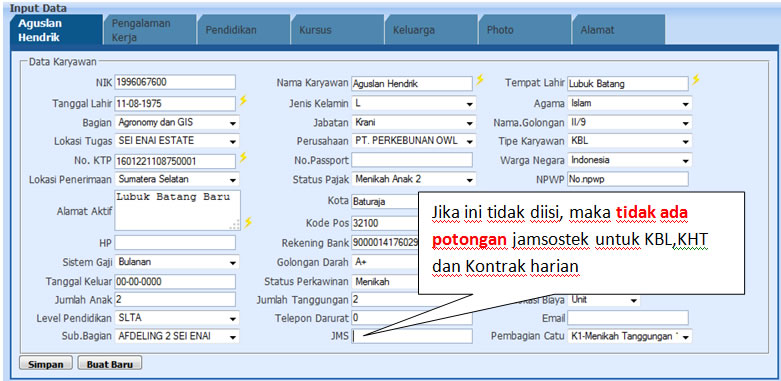 Input Data
Aguslan Hendrik
Pengalaman Kerja
Pendidikan
Kursus
Keluarga
Photo
Alamat
Data Karyawan
NIK 1996067600 Nama Karyawan Aguslan Hendrik Tempat Lahir Lubuk Batang
Tanggal Lahir 11-08-1975 Jenis Kelamin L Agama Islam
Bagian Agronomy dan GIS Jabatan Krani Nama.Golongan II/9
Lokasi Tugas SEI ENAI ESTATE Perusahaan PT. PERKEBUNAN OWL Tipe Karyawan KBL
No. KTP 1601221108750001 No.Passport Warga Negara Indonesia
Lokasi Penerimaan Sumatera Selatan Status Pajak Menikah Anak 2 NPWP No.npwp
Alamat Aktif Lubuk Batang Baru Kota Baturaja
Kode Pos 32100
HP Rekening Bank 9000014176029
Sistem Gaji Bulanan Golongan Darah A+
Tanggal Keluar 00-00-0000 Status Perkawinan Menikah
Jumlah Anak 2 Jumlah Tanggungan 2 Biaya Unit
Level Pendidikan SLTA Telepon Darurat 0 Email
Sub.Bagian AFDELING 2 SEI ENAI JMS Pembagian Catu K1-Menikah Tanggungan
Jika ini tidak diisi, maka tidak ada
potongan jamsostek untuk KBL,KHT
dan Kontrak harian
Simpan Buat Baru